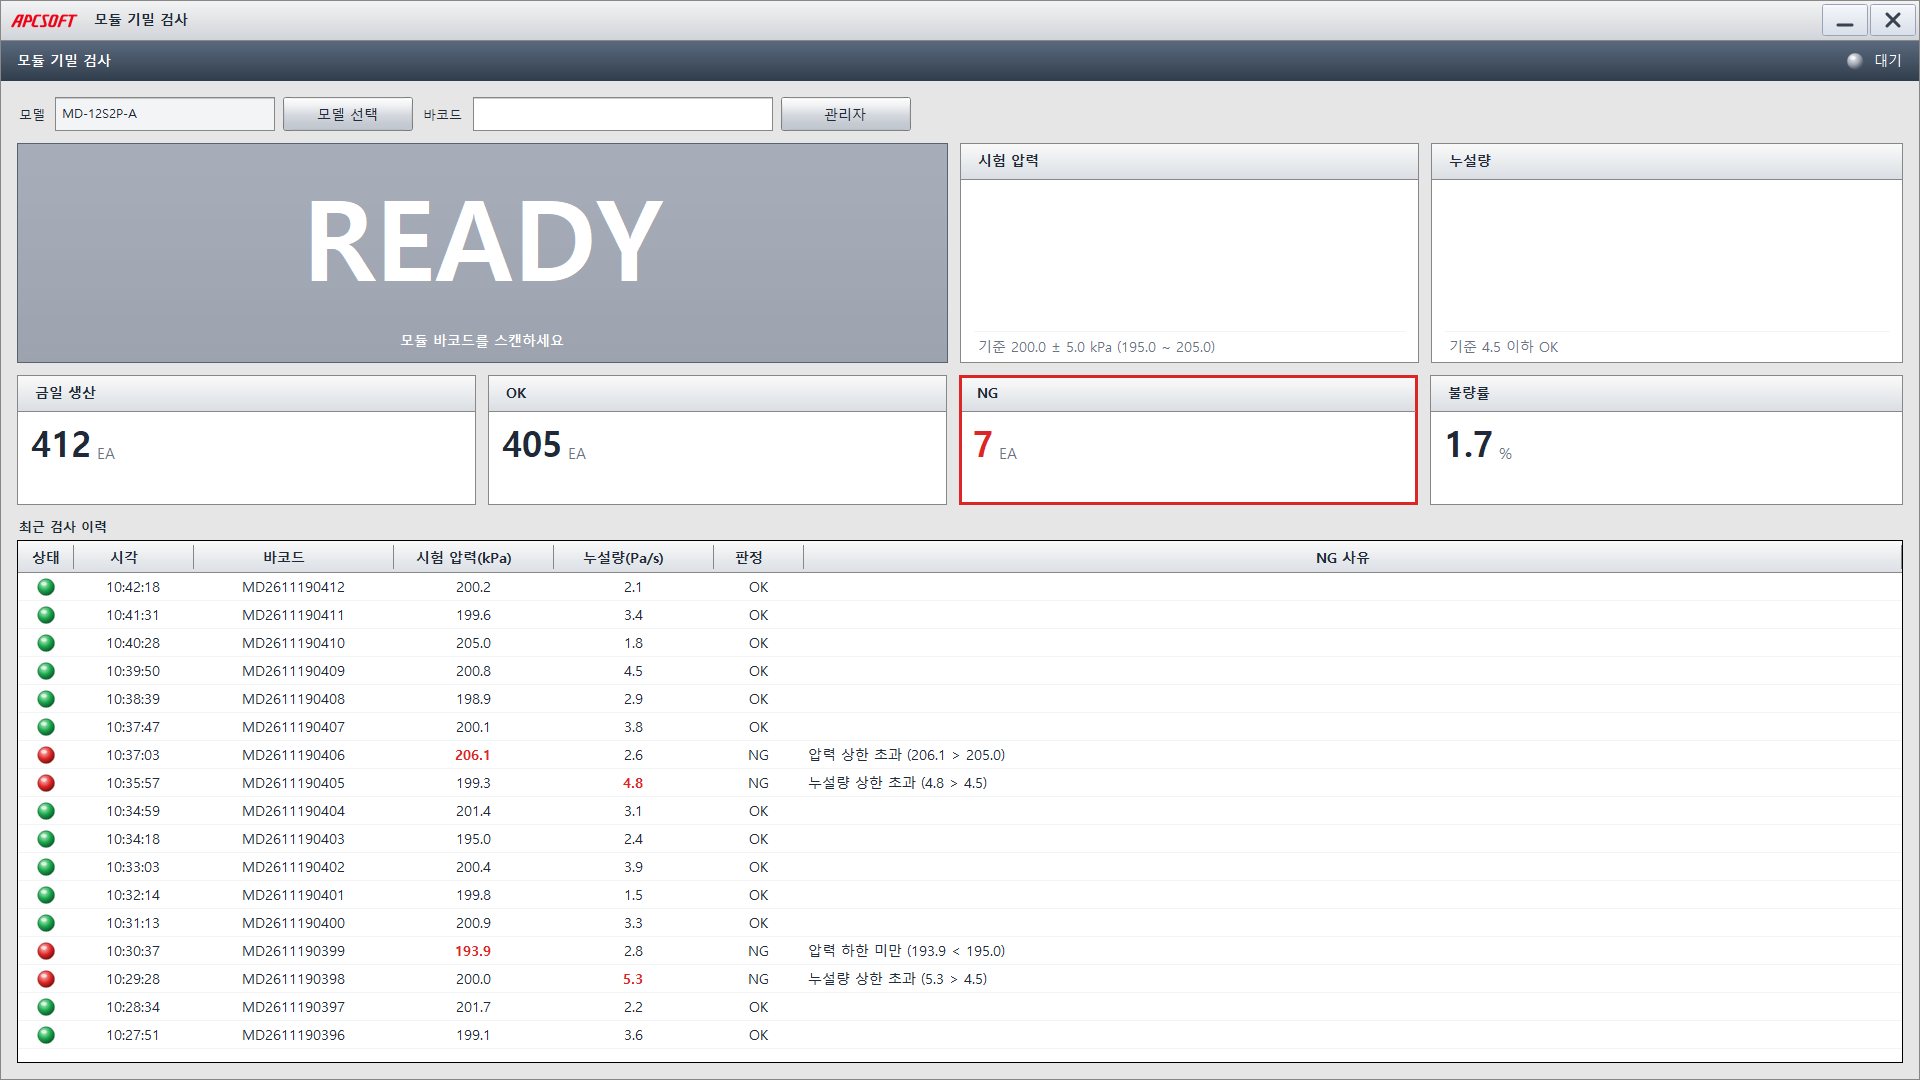 APCSOFT 모듈 기밀 검사
모듈 기밀 검사 대기
모델 MD-12S2P-A 모델 선택 바코드 관리자
READY
모듈 바코드를 스캔하세요
시험 압력
기준 200.0 ± 5.0 kPa (195.0 ~ 205.0)
누설량
기준 4.5 이하 OK
금일 생산
412 EA
OK
405 EA
NG
7 EA
불량률
1.7 %
최근 검사 이력
상태 시각 바코드 시험 압력(kPa) 누설량(Pa/s) 판정 NG 사유
10:42:18 MD2611190412 200.2 2.1 OK
10:41:31 MD2611190411 199.6 3.4 OK
10:40:28 MD2611190410 205.0 1.8 OK
10:39:50 MD2611190409 200.8 4.5 OK
10:38:39 MD2611190408 198.9 2.9 OK
10:37:47 MD2611190407 200.1 3.8 OK
10:37:03 MD2611190406 206.1 2.6 NG 압력 상한 초과 (206.1 > 205.0)
10:35:57 MD2611190405 199.3 4.8 NG 누설량 상한 초과 (4.8 > 4.5)
10:34:59 MD2611190404 201.4 3.1 OK
10:34:18 MD2611190403 195.0 2.4 OK
10:33:03 MD2611190402 200.4 3.9 OK
10:32:14 MD2611190401 199.8 1.5 OK
10:31:13 MD2611190400 200.9 3.3 OK
10:30:37 MD2611190399 193.9 2.8 NG 압력 하한 미만 (193.9 < 195.0)
10:29:28 MD2611190398 200.0 5.3 NG 누설량 상한 초과 (5.3 > 4.5)
10:28:34 MD2611190397 201.7 2.2 OK
10:27:51 MD2611190396 199.1 3.6 OK